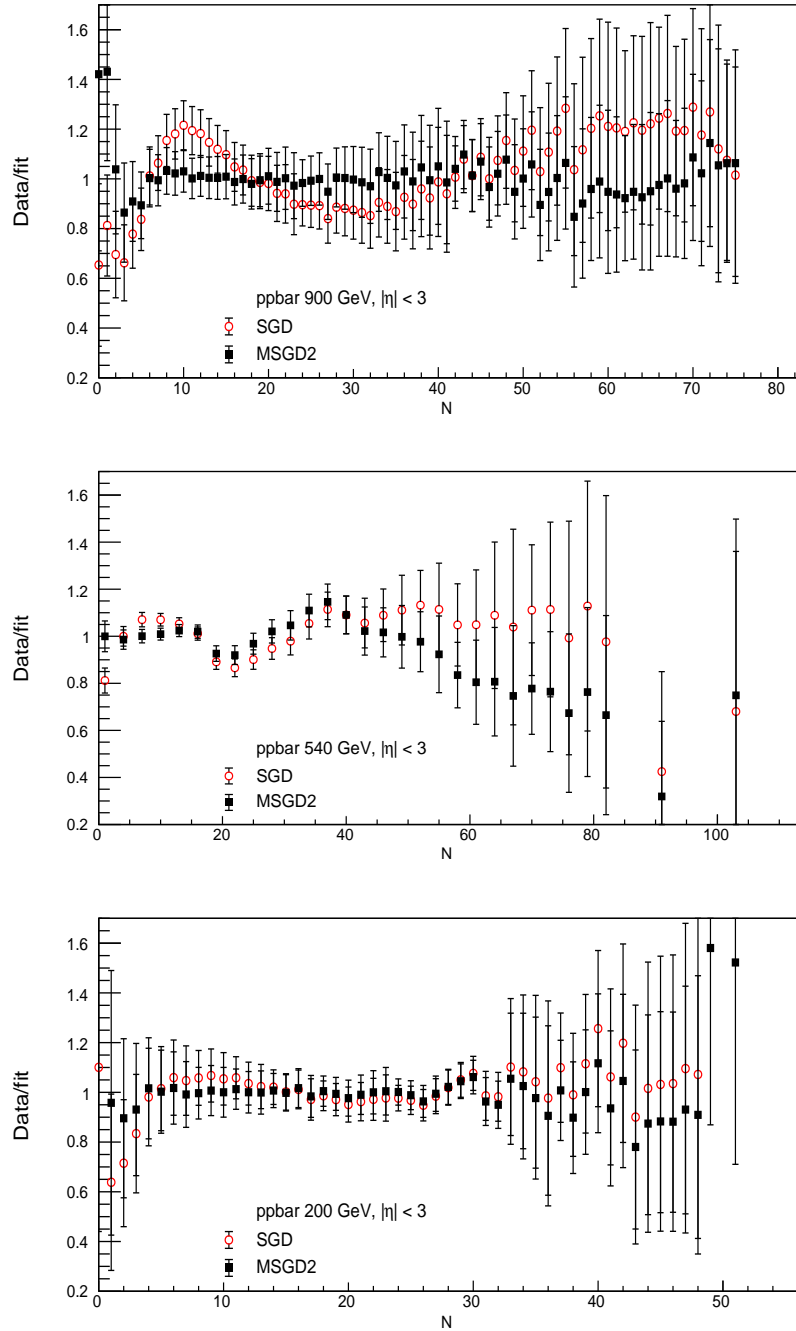 1.6
1.4
1.2
1
0.8
0.6
0.4
0.2
Data/fit
ppbar 900 GeV, |η| < 3
SGD
MSGD2
0 10 20 30 40 50 60 70 80
N
1.6
1.4
1.2
1
0.8
0.6
0.4
0.2
Data/fit
ppbar 540 GeV, |η| < 3
SGD
MSGD2
0 20 40 60 80 100
N
1.6
1.4
1.2
1
0.8
0.6
0.4
0.2
Data/fit
ppbar 200 GeV, |η| < 3
SGD
MSGD2
0 10 20 30 40 50
N